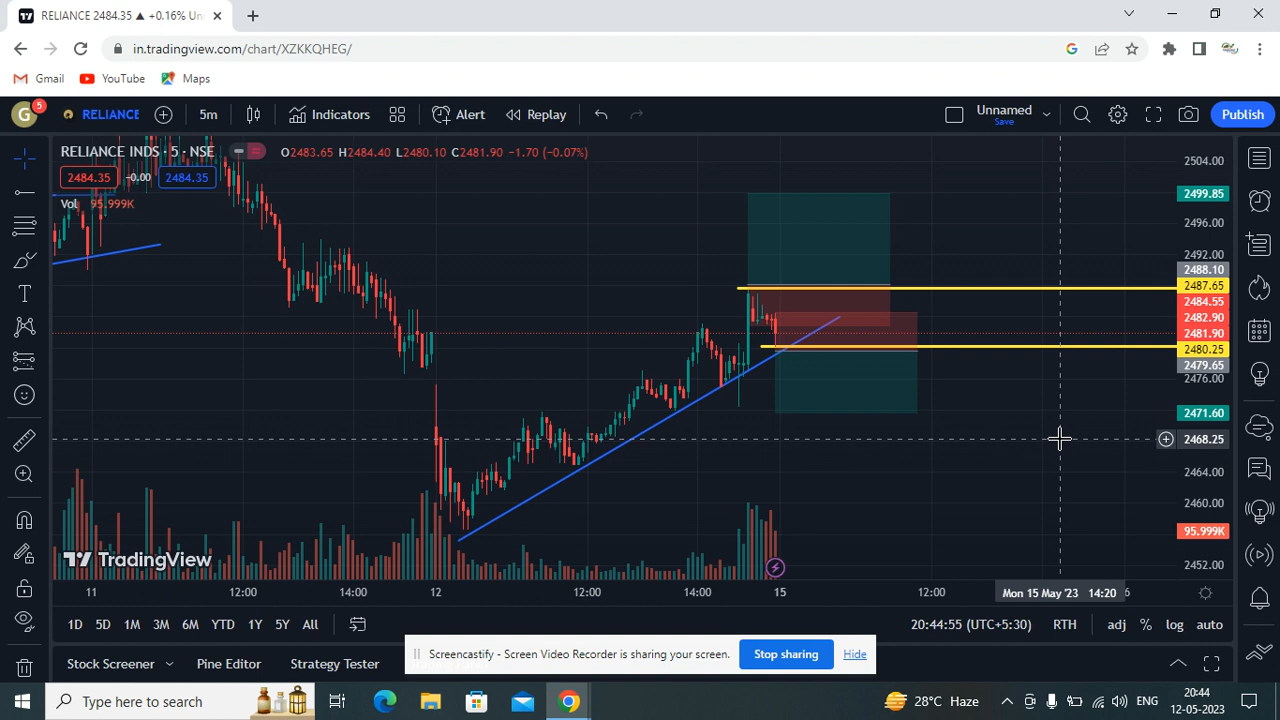 RELIANCE 2484.35 ▲ +0.16% Un
in.tradingview.com/chart/XZKKQHEG/
Gmail YouTube Maps
G 5 RELIANCE 5m Indicators Alert Replay Unnamed Save Publish
RELIANCE INDS · 5 · NSE O2483.65 H2484.40 L2480.10 C2481.90 −1.70 (−0.07%)
2484.35 -0.00 2484.35
Vol 95.999K
2504.00
2499.85
2496.00
2492.00
2488.10
2487.65
2484.55
2482.90
2481.90
2480.25
2479.65
2476.00
2471.60
2468.25
2464.00
2460.00
95.999K
2452.00
TradingView
11 12:00 14:00 12 12:00 14:00 15 12:00 Mon 15 May '23 14:20 6
1D 5D 1M 3M 6M YTD 1Y 5Y All 20:44:55 (UTC+5:30) RTH adj % log auto
Screencastify - Screen Video Recorder is sharing your screen. Stop sharing Hide
Stock Screener Pine Editor Strategy Tester
Type here to search 28°C Haze ENG 20:44
12-05-2023